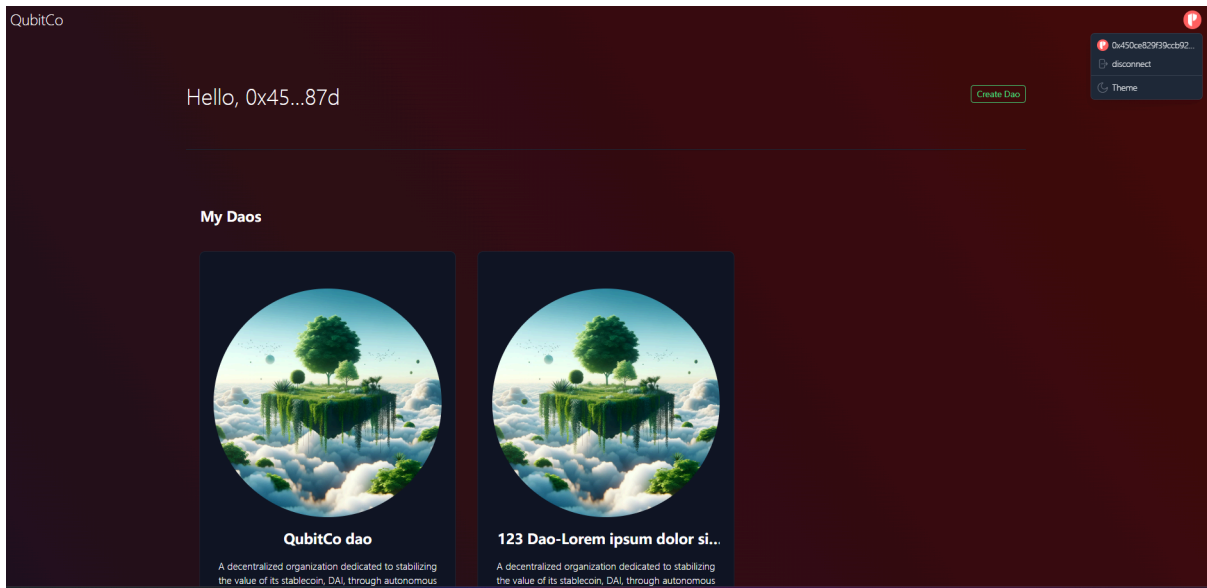 QubitCo
0x450ce829f39ccb92...
disconnect
Theme
Hello, 0x45...87d
Create Dao
My Daos
QubitCo dao
A decentralized organization dedicated to stabilizing
the value of its stablecoin, DAI, through autonomous
123 Dao-Lorem ipsum dolor si...
A decentralized organization dedicated to stabilizing
the value of its stablecoin, DAI, through autonomous